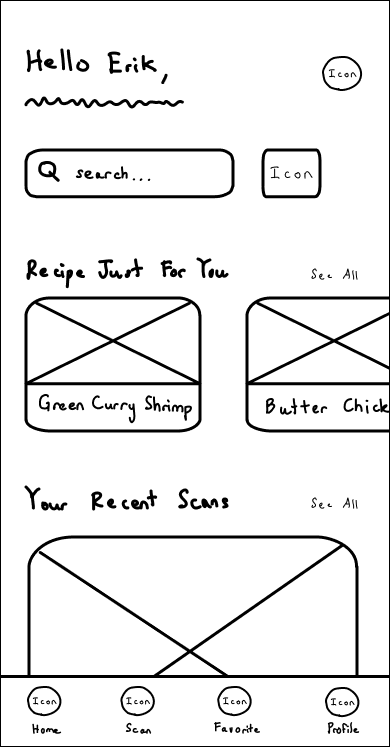 Hello Erik,
Icon
search...
Icon
Recipe Just For You
See All
Green Curry Shrimp
Butter Chick
Your Recent Scans
See All
Icon Icon Icon Icon
Home Scan Favorite Profile